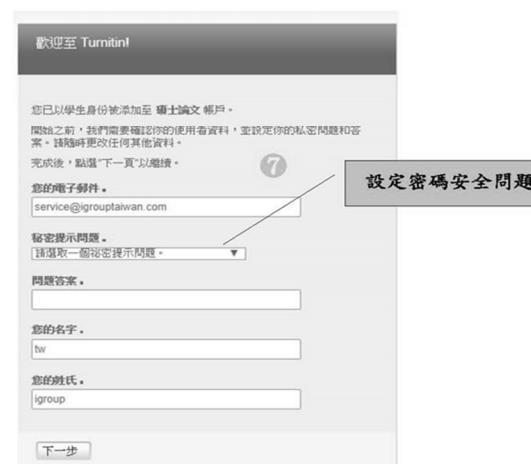 歡迎至 Turnitin!
您已以學生身份被添加至 碩士論文 帳戶。
開始之前，我們需要確認你的使用者資料，並設定你的私密問題和答
案。請隨時更改任何其他資料。
完成後，點選"下一頁"以繼續。
7
設定密碼安全問題
您的電子郵件。
service@igrouptaiwan.com
秘密提示問題。
請選取一個祕密提示問題。 ▼
問題答案。
您的名字。
tw
您的姓氏。
igroup
下一步